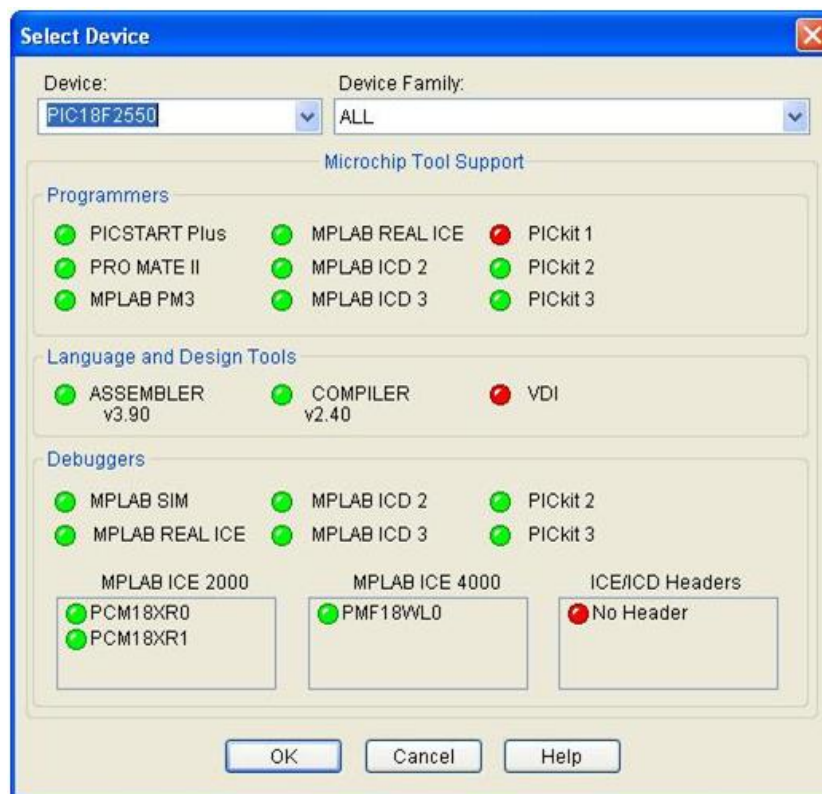 Select Device
Device: Device Family:
PIC18F2550 ALL
Microchip Tool Support
Programmers
PICSTART Plus MPLAB REAL ICE PICkit 1
PRO MATE II MPLAB ICD 2 PICkit 2
MPLAB PM3 MPLAB ICD 3 PICkit 3
Language and Design Tools
ASSEMBLER COMPILER VDI
v3.90 v2.40
Debuggers
MPLAB SIM MPLAB ICD 2 PICkit 2
MPLAB REAL ICE MPLAB ICD 3 PICkit 3
MPLAB ICE 2000 MPLAB ICE 4000 ICE/ICD Headers
PCM18XR0 PMF18WL0 No Header
PCM18XR1
OK Cancel Help